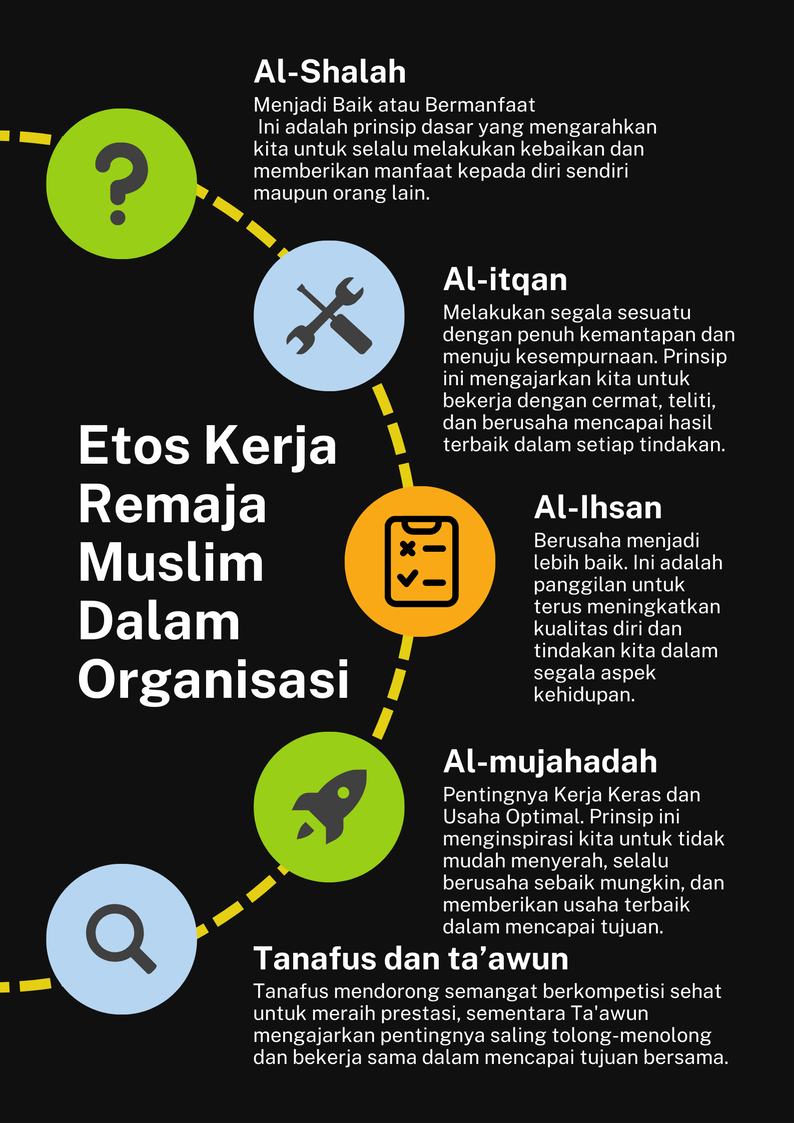 Al-Shalah
Menjadi Baik atau Bermanfaat
Ini adalah prinsip dasar yang mengarahkan
kita untuk selalu melakukan kebaikan dan
memberikan manfaat kepada diri sendiri
maupun orang lain.
Al-itqan
Melakukan segala sesuatu
dengan penuh kemantapan dan
menuju kesempurnaan. Prinsip
ini mengajarkan kita untuk
bekerja dengan cermat, teliti,
dan berusaha mencapai hasil
terbaik dalam setiap tindakan.
Etos Kerja
Remaja
Muslim
Dalam
Organisasi
Al-Ihsan
Berusaha menjadi
lebih baik. Ini adalah
panggilan untuk
terus meningkatkan
kualitas diri dan
tindakan kita dalam
segala aspek
kehidupan.
Al-mujahadah
Pentingnya Kerja Keras dan
Usaha Optimal. Prinsip ini
menginspirasi kita untuk tidak
mudah menyerah, selalu
berusaha sebaik mungkin, dan
memberikan usaha terbaik
dalam mencapai tujuan.
Tanafus dan ta’awun
Tanafus mendorong semangat berkompetisi sehat
untuk meraih prestasi, sementara Ta'awun
mengajarkan pentingnya saling tolong-menolong
dan bekerja sama dalam mencapai tujuan bersama.